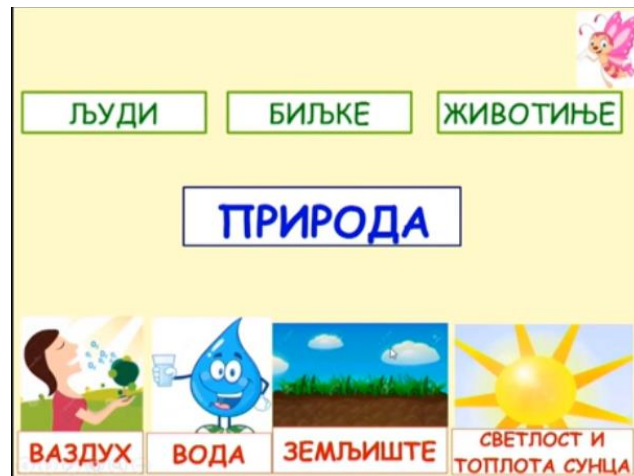 ЉУДИ БИЉКЕ ЖИВОТИЊЕ
ПРИРОДА
ВАЗДУХ ВОДА ЗЕМЉИШТЕ
СВЕТЛОСТ И
ТОПЛОТА СУНЦА